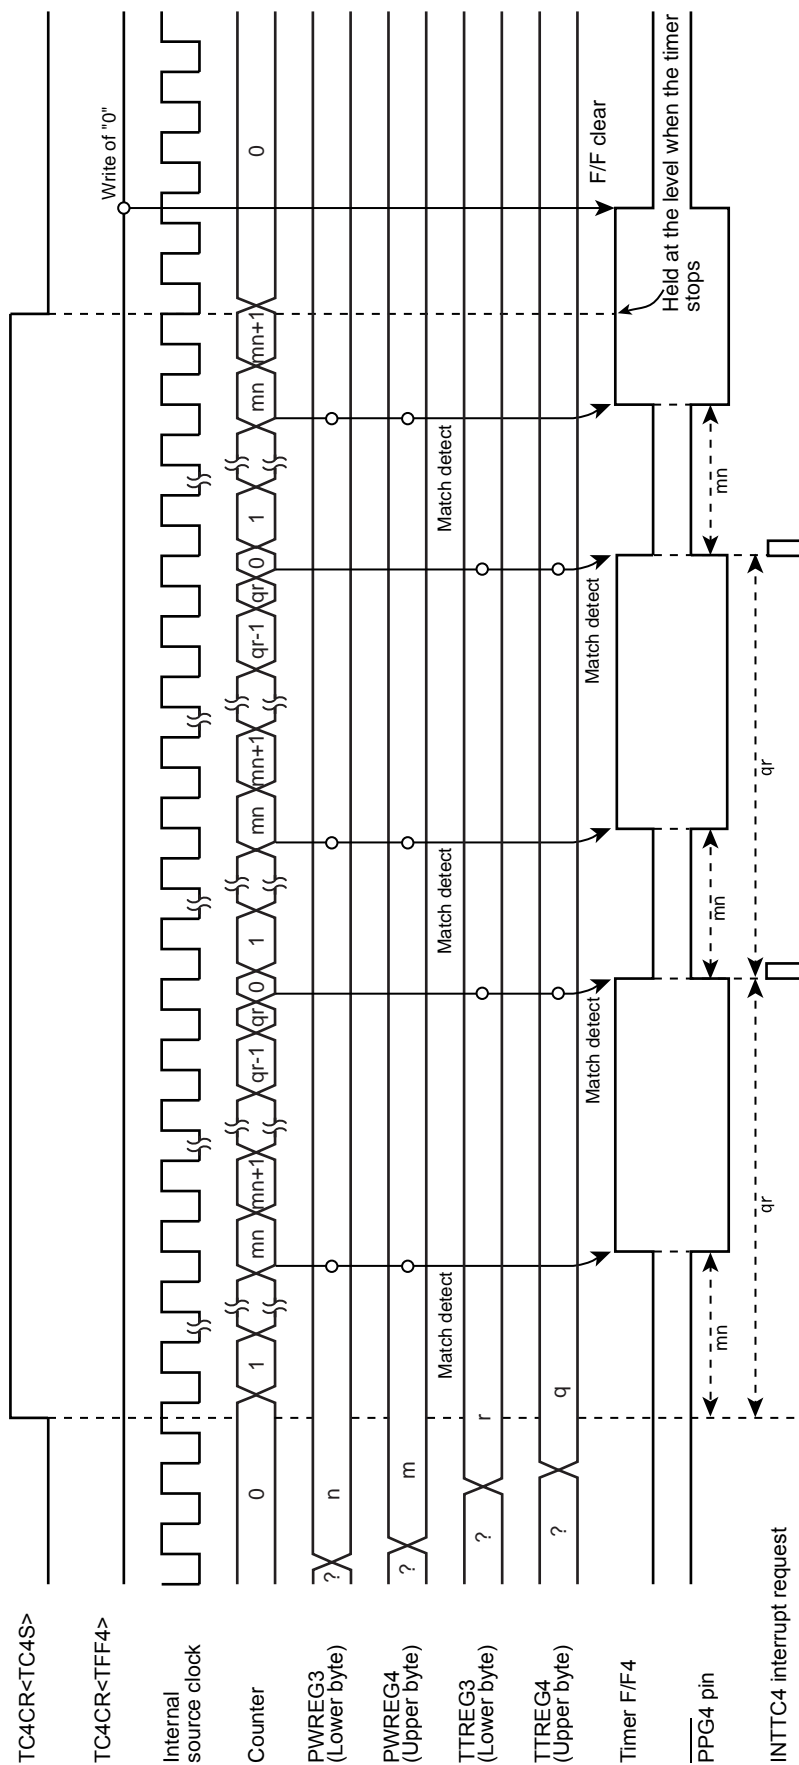 TC4CR<TC4S>
TC4CR<TFF4>
Write of "0"
Internal
source clock
Counter
0
1
mn
mn+1
qr-1
qr
0
1
mn
mn+1
qr-1
qr
0
1
mn
mn+1
0
PWREG3
(Lower byte)
?
n
PWREG4
(Upper byte)
?
m
Match detect
Match detect
Match detect
TTREG3
(Lower byte)
?
r
TTREG4
(Upper byte)
?
q
Match detect
Match detect
F/F clear
Timer F/F4
Held at the level when the timer
stops
PPG4 pin
mn
mn
mn
qr
qr
INTTC4 interrupt request